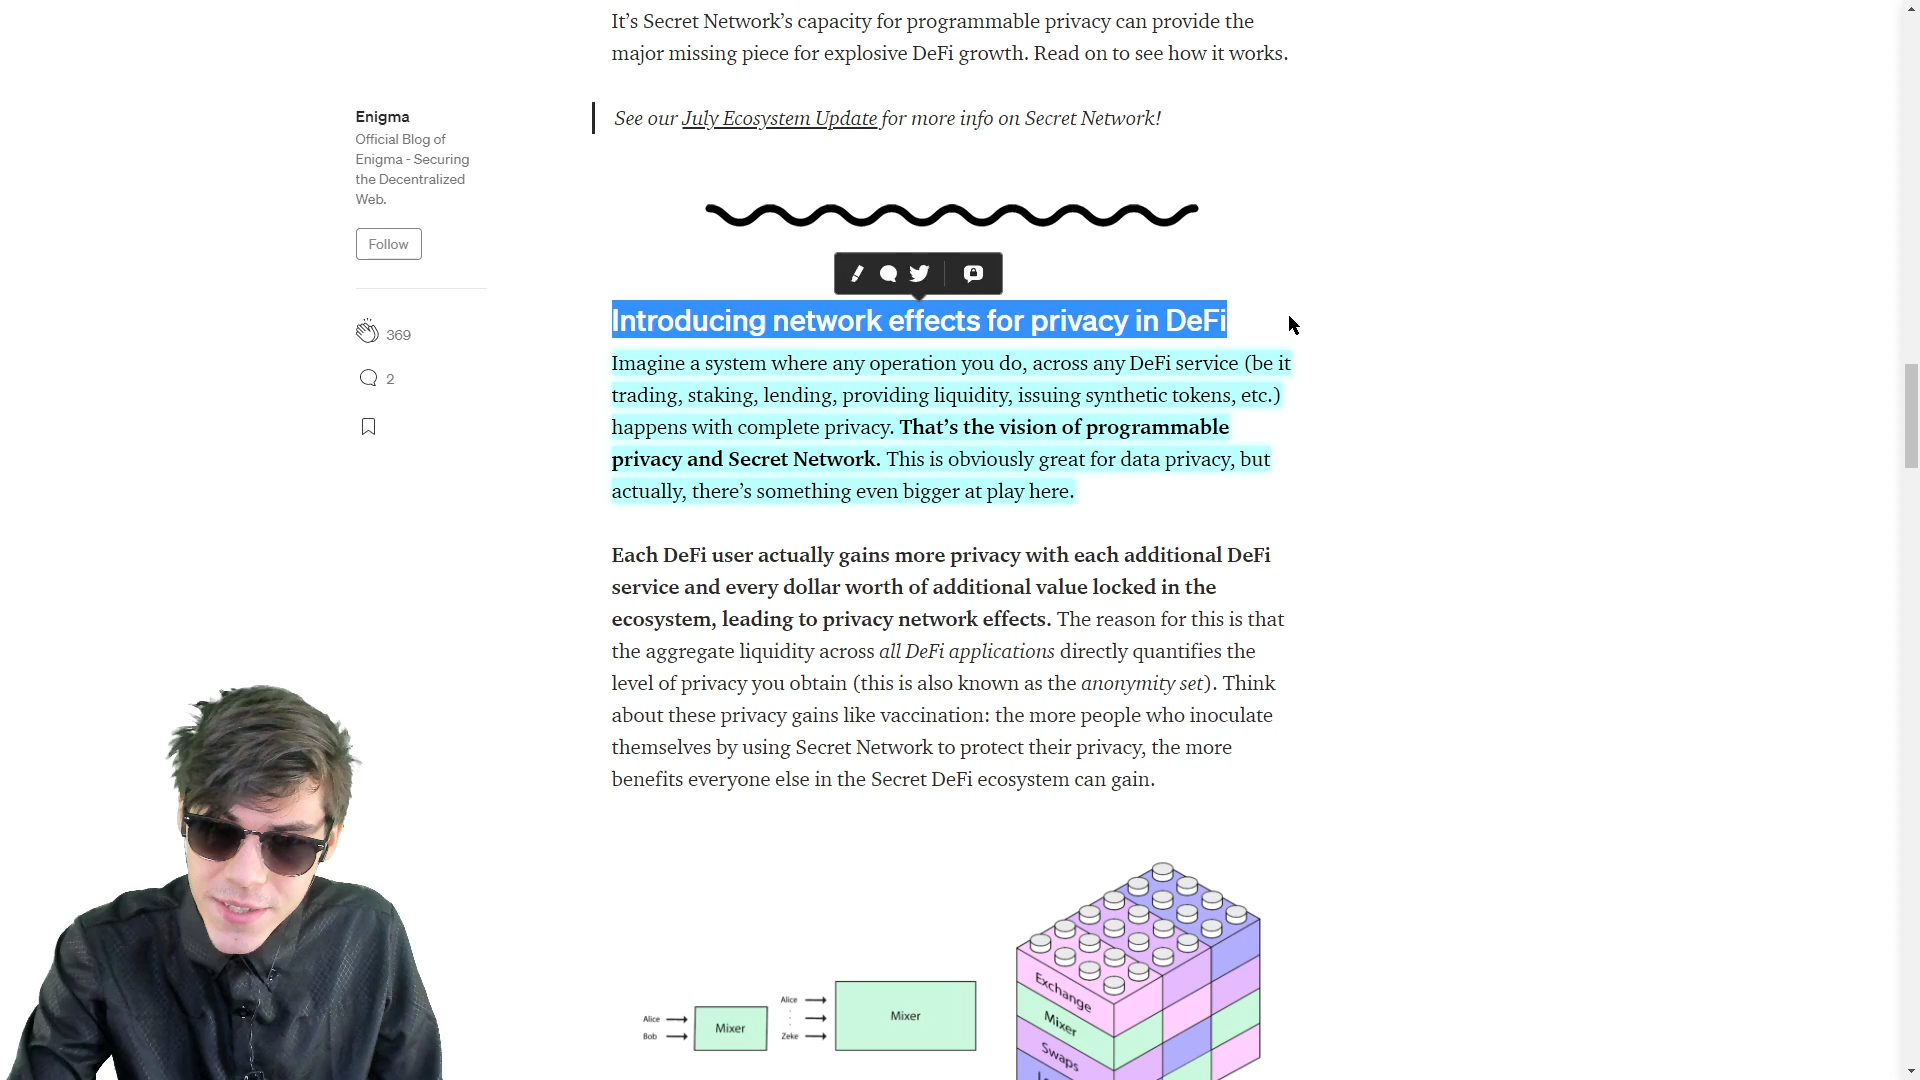 It’s Secret Network’s capacity for programmable privacy can provide the
major missing piece for explosive DeFi growth. Read on to see how it works.
Enigma
Official Blog of
Enigma - Securing
the Decentralized
Web.
Follow
369
2
See our July Ecosystem Update for more info on Secret Network!
Introducing network effects for privacy in DeFi
Imagine a system where any operation you do, across any DeFi service (be it
trading, staking, lending, providing liquidity, issuing synthetic tokens, etc.)
happens with complete privacy. That’s the vision of programmable
privacy and Secret Network. This is obviously great for data privacy, but
actually, there’s something even bigger at play here.
Each DeFi user actually gains more privacy with each additional DeFi
service and every dollar worth of additional value locked in the
ecosystem, leading to privacy network effects. The reason for this is that
the aggregate liquidity across all DeFi applications directly quantifies the
level of privacy you obtain (this is also known as the anonymity set). Think
about these privacy gains like vaccination: the more people who inoculate
themselves by using Secret Network to protect their privacy, the more
benefits everyone else in the Secret DeFi ecosystem can gain.
Alice
Bob
Mixer
Alice
Zeke
Mixer
Exchange
Mixer
Swaps